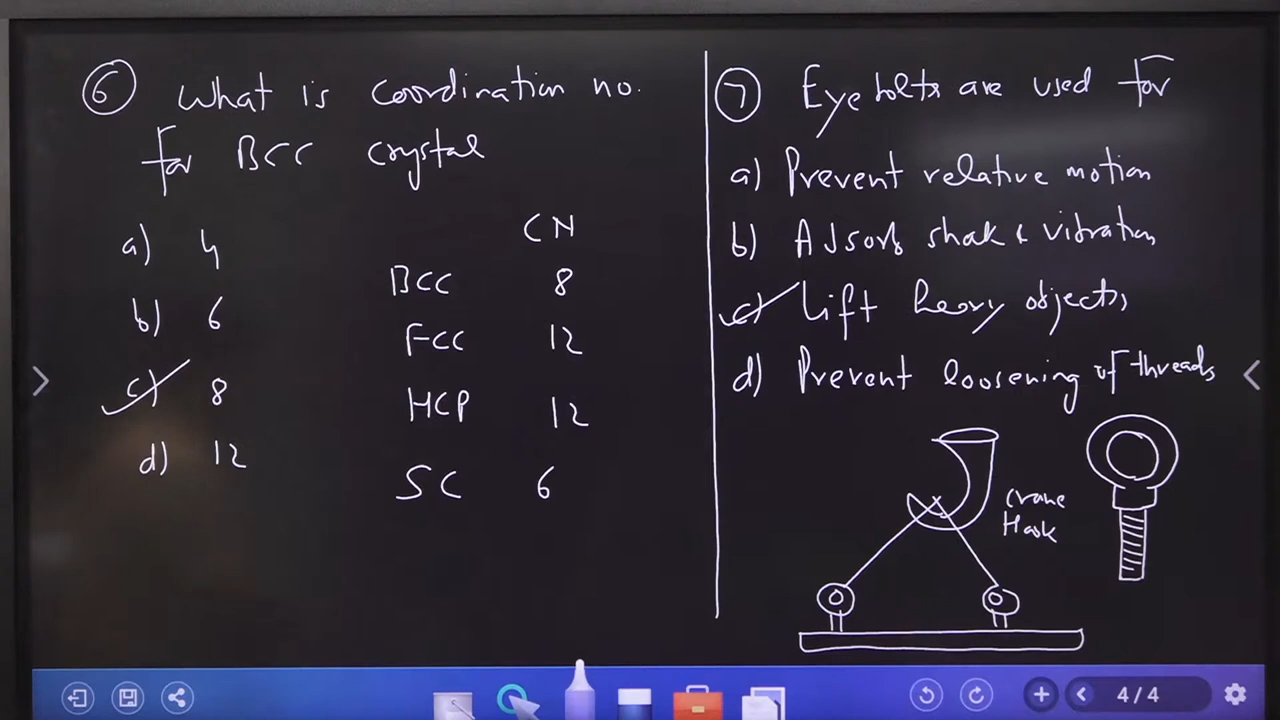 6 What is coordination no.
for BCC crystal
a) 4
b) 6
c) 8
d) 12
CN
BCC 8
FCC 12
HCP 12
SC 6
7 Eye bolts are used for
a) Prevent relative motion
b) Adsorb shak & vibration
c) Lift heavy objects
d) Prevent loosening of threads
Crane
Hook
4/4